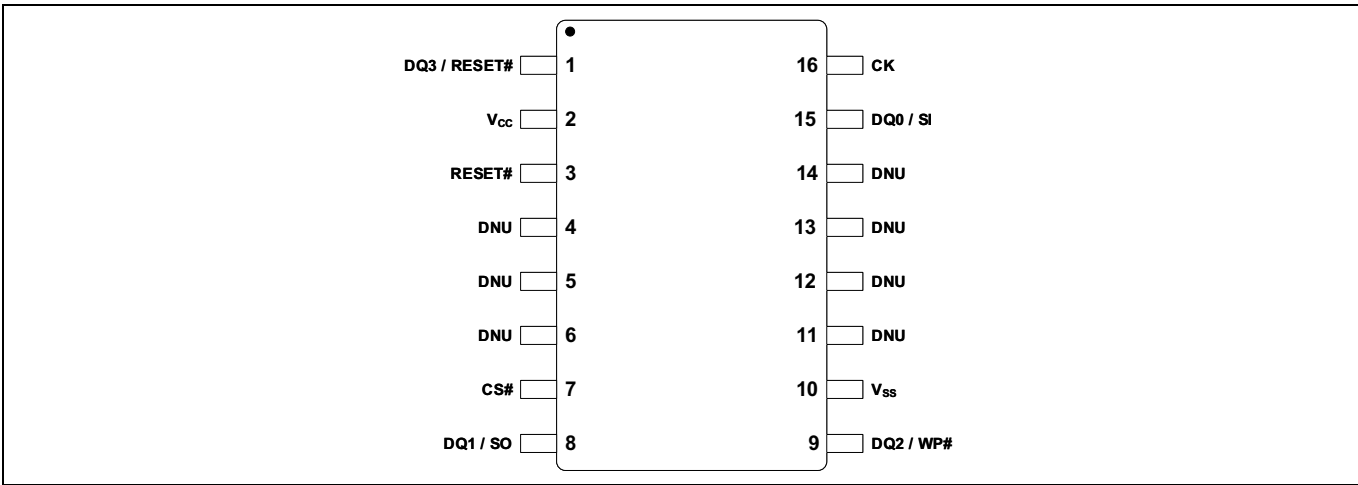 DQ3 / RESET# 1 16 CK
VCC 2 15 DQ0 / SI
RESET# 3 14 DNU
DNU 4 13 DNU
DNU 5 12 DNU
DNU 6 11 DNU
CS# 7 10 VSS
DQ1 / SO 8 9 DQ2 / WP#